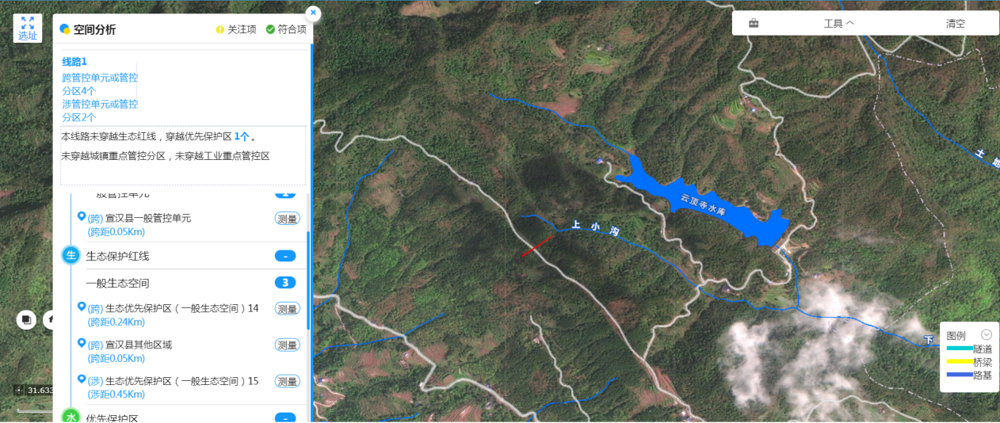 选址
空间分析
关注项
符合项
工具
清空
线路1
跨管控单元或管控
分区4个
涉管控单元或管控
分区2个
本线路未穿越生态红线，穿越优先保护区 1个 。
未穿越城镇重点管控分区，未穿越工业重点管控区
一般管控单元
1
(跨) 宣汉县一般管控单元
测量
(跨距0.05Km)
生
生态保护红线
-
一般生态空间
3
(跨) 生态优先保护区（一般生态空间）14
测量
(跨距0.24Km)
(跨) 宣汉县其他区域
测量
(跨距0.05Km)
(涉) 生态优先保护区（一般生态空间）15
测量
(涉距0.45Km)
水
优先保护区
-
云顶寺水库
上小沟
土地
下
图例
隧道
桥梁
路基
31.633